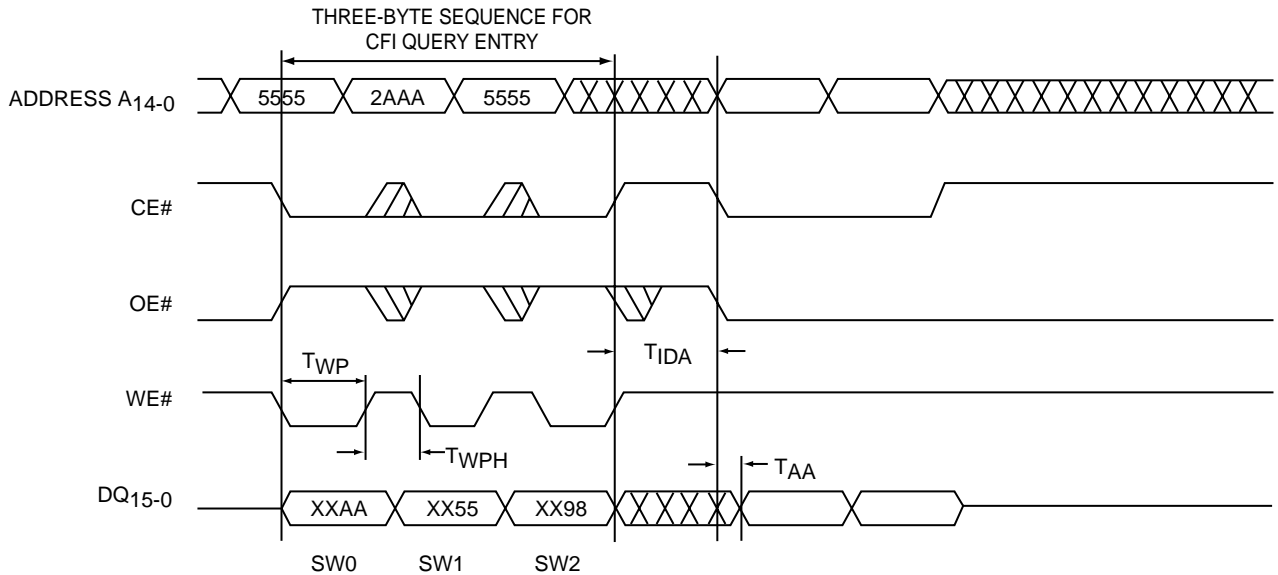 THREE-BYTE SEQUENCE FOR
CFI QUERY ENTRY
ADDRESS A14-0
5555 2AAA 5555
CE#
OE#
TIDA
TWP
WE#
TWPH
TAA
DQ15-0
XXAA XX55 XX98
SW0 SW1 SW2